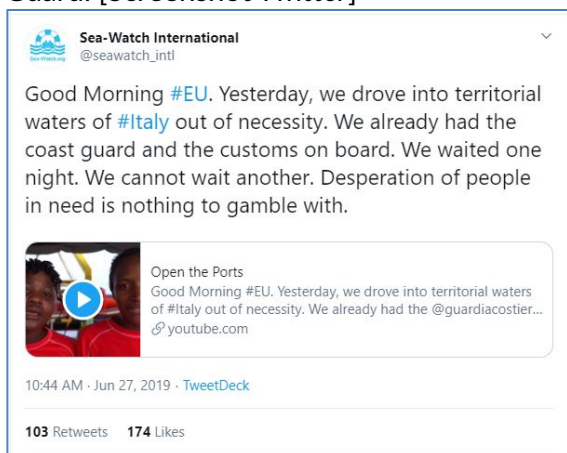 Sea-Watch International
@seawatch_intl
Good Morning #EU. Yesterday, we drove into territorial
waters of #Italy out of necessity. We already had the
coast guard and the customs on board. We waited one
night. We cannot wait another. Desperation of people
in need is nothing to gamble with.
Open the Ports
Good Morning #EU. Yesterday, we drove into territorial waters
of #Italy out of necessity. We already had the @guardiacostier...
youtube.com
10:44 AM · Jun 27, 2019 · TweetDeck
103 Retweets 174 Likes